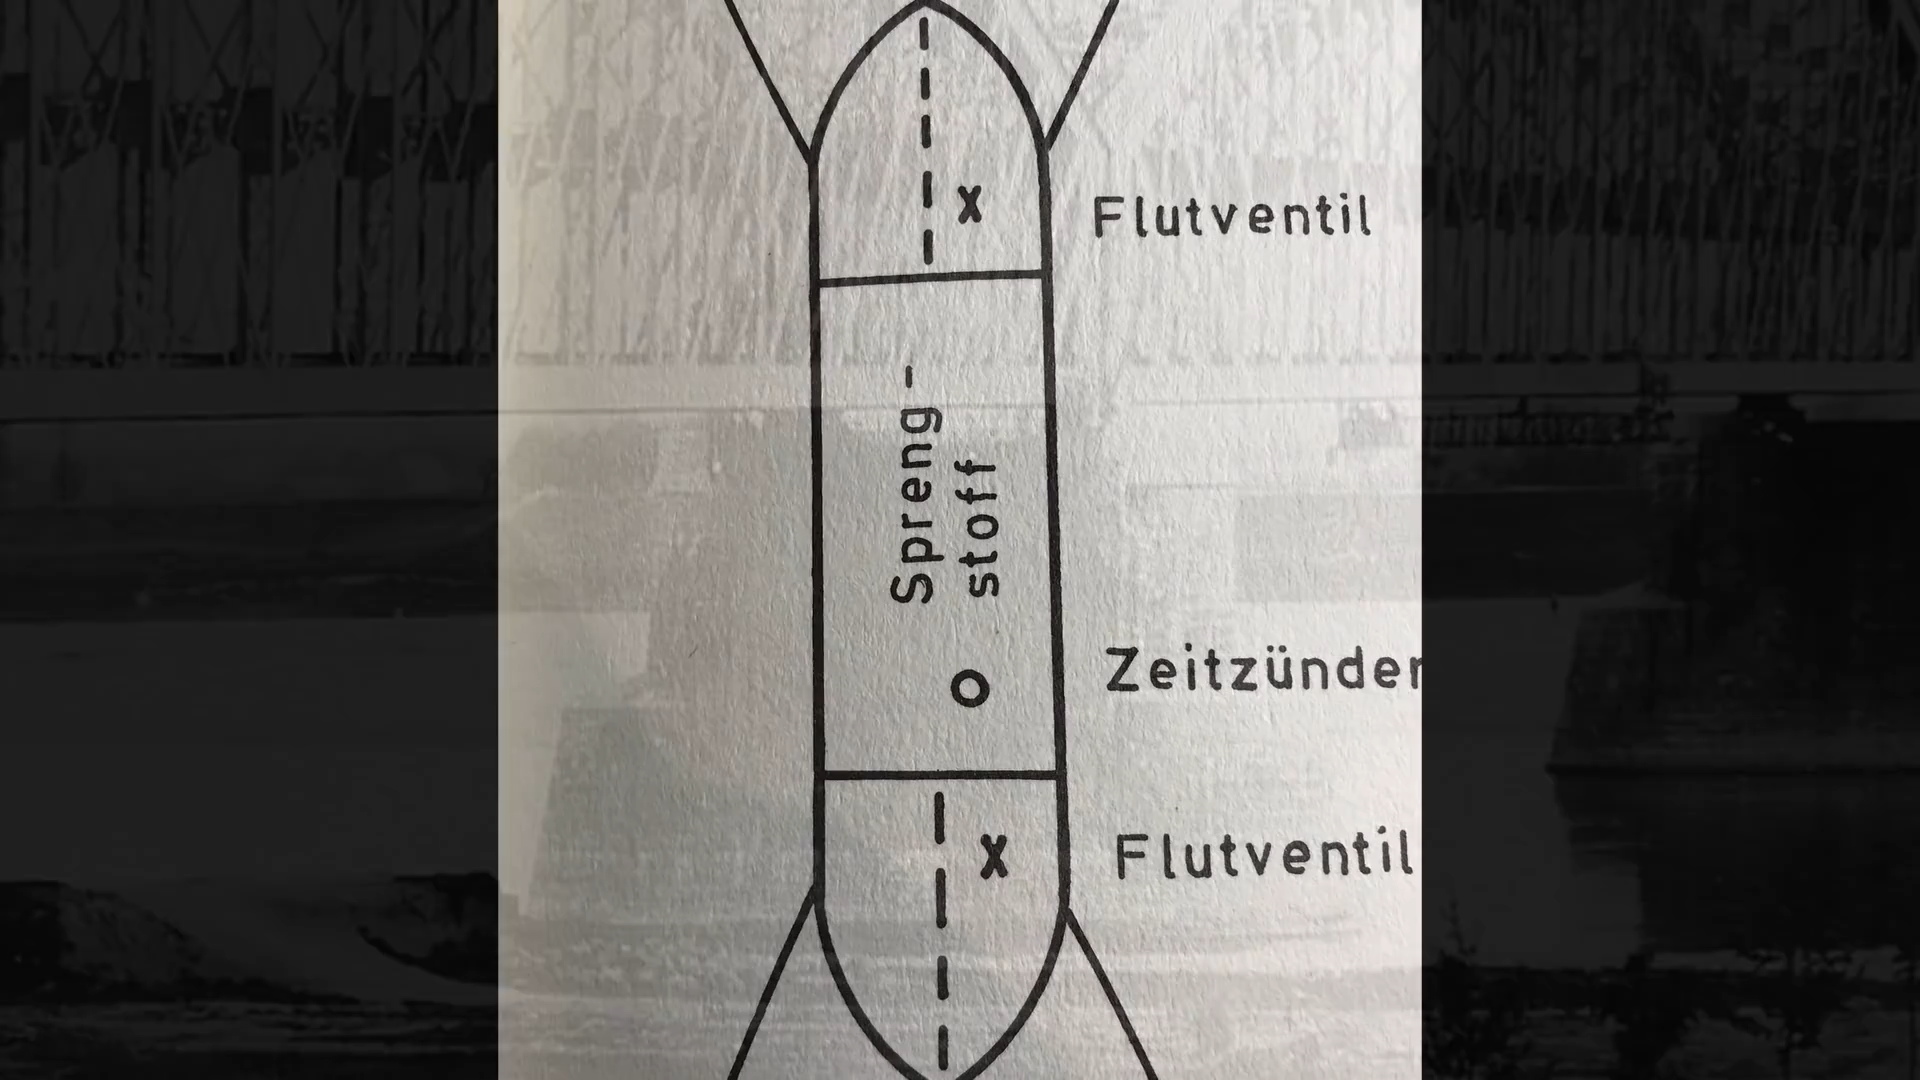 Flutventil
Spreng-
stoff
Zeitzünder
Flutventil